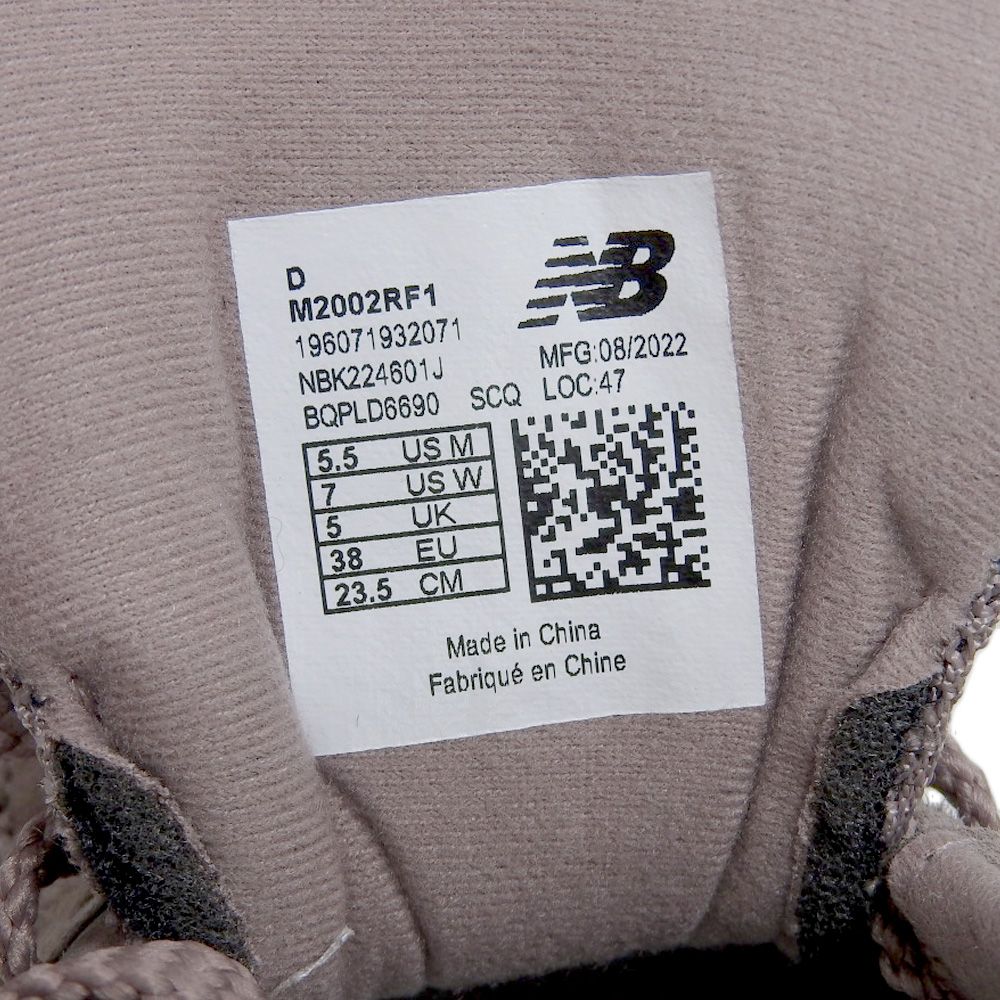 D
M2002RF1
NB
196071932071
MFG:08/2022
NBK224601J
LOC:47
BQPLD6690 SCQ
5.5 US M
7 US W
5 UK
38 EU
23.5 CM
Made in China
Fabriqué en Chine